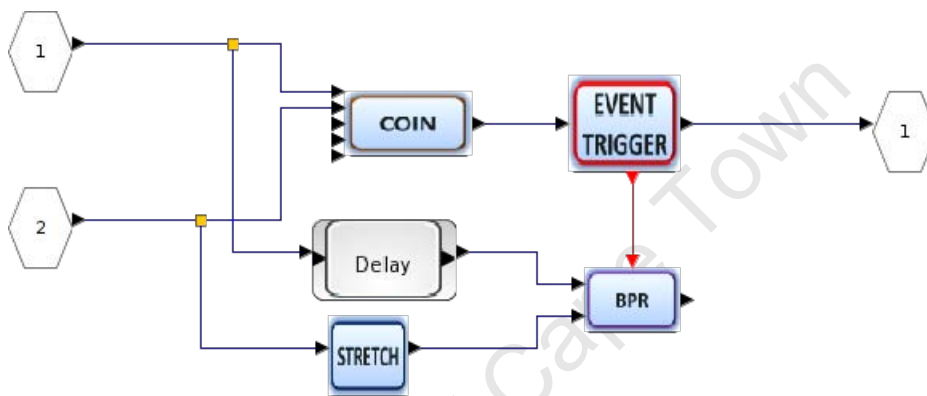 1
COIN
EVENT
TRIGGER
1
2
Delay
BPR
STRETCH
Cape Town